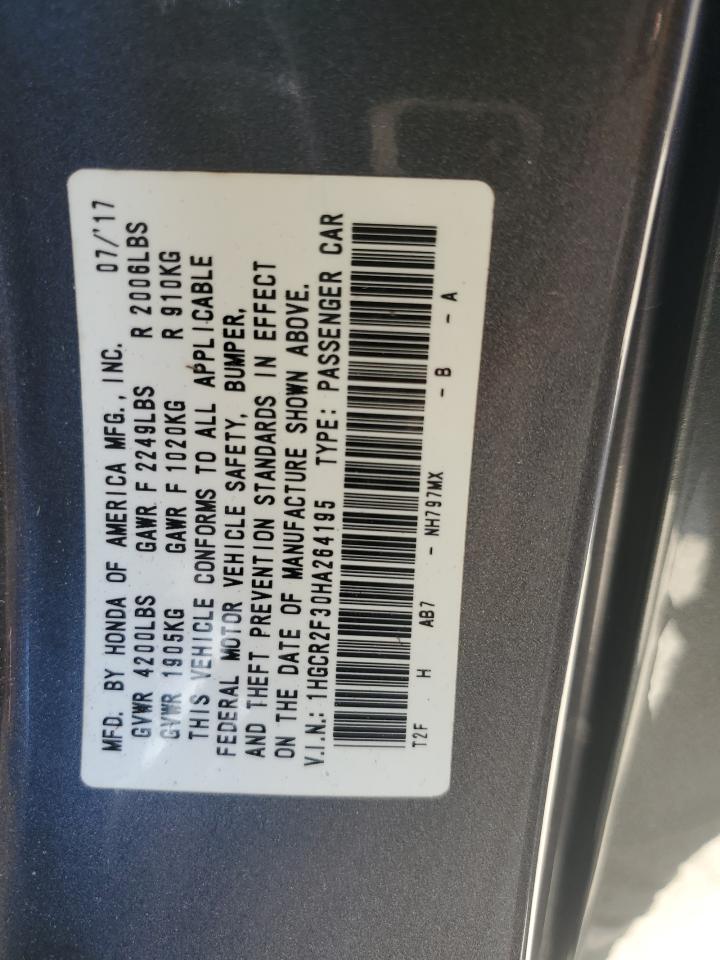 MFD. BY HONDA OF AMERICA MFG., INC. 07/'17
GVWR 4200LBS GAWR F 2249LBS R 2006LBS
GVWR 1905KG GAWR F 1020KG R 910KG
THIS VEHICLE CONFORMS TO ALL APPLICABLE
FEDERAL MOTOR VEHICLE SAFETY, BUMPER,
AND THEFT PREVENTION STANDARDS IN EFFECT
ON THE DATE OF MANUFACTURE SHOWN ABOVE.
V.I.N.: 1HGCR2F30HA264195 TYPE: PASSENGER CAR
T2F H AB7 - NH797MX - B - A